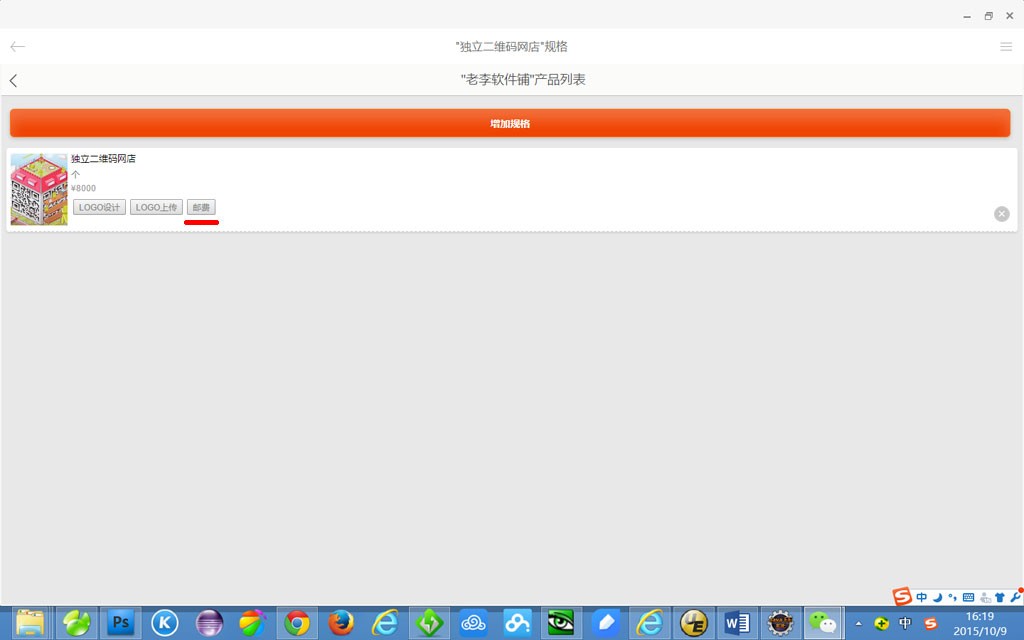 "独立二维码网店"规格
"老李软件铺"产品列表
增加规格
独立二维码网店
个
¥8000
LOGO设计 LOGO上传 邮费
中
Ps K W 中 16:19
2015/10/9